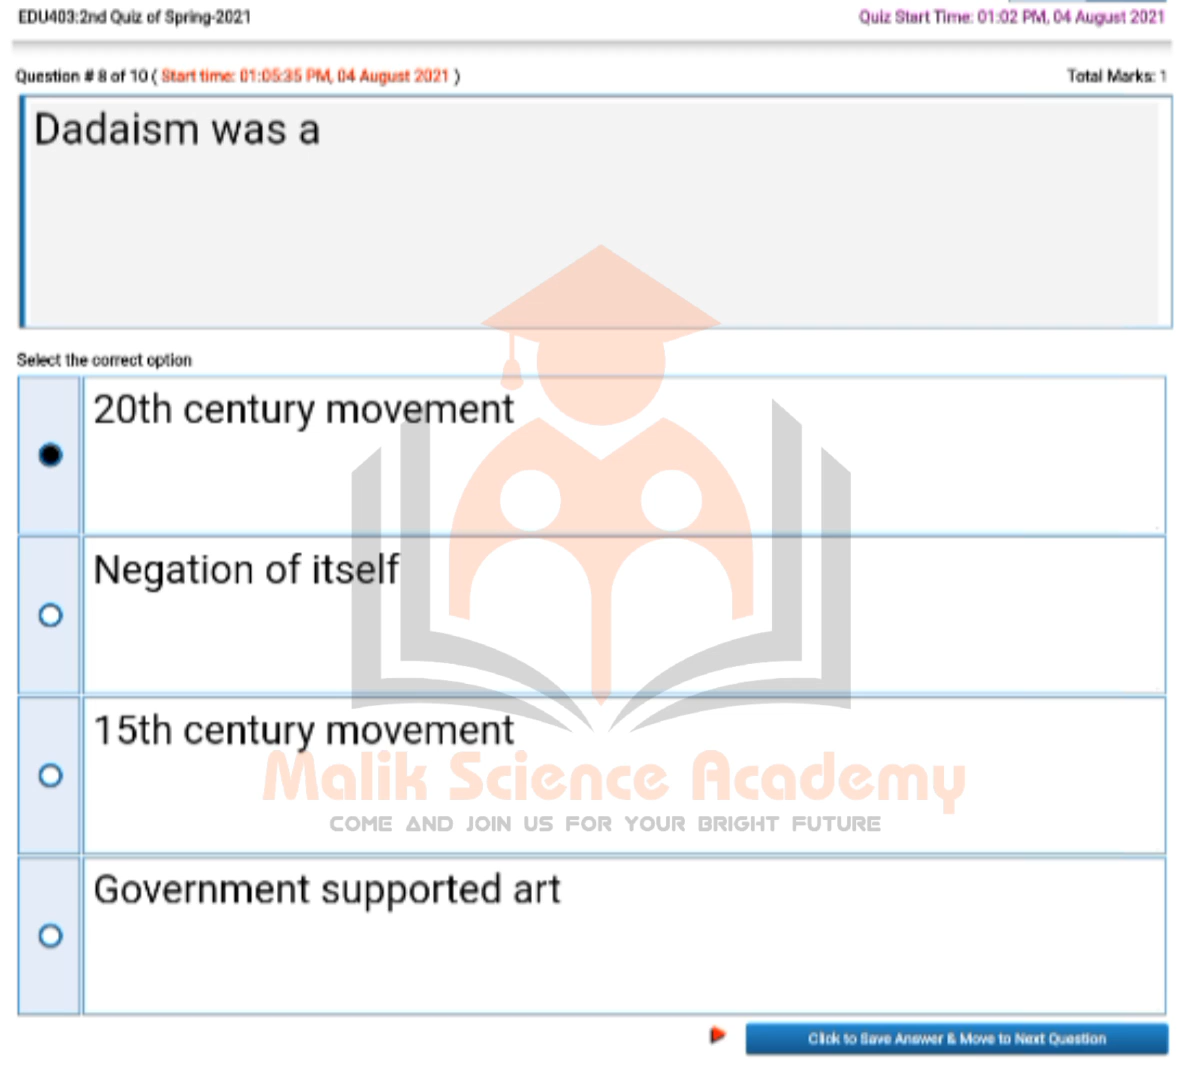 EDU403:2nd Quiz of Spring-2021
Quiz Start Time: 01:02 PM, 04 August 2021
Question # 8 of 10 ( Start time: 01:05:35 PM, 04 August 2021 )
Total Marks: 1
Dadaism was a
Select the correct option
20th century movement
Negation of itself
15th century movement
Malik Science Academy
COME AND JOIN US FOR YOUR BRIGHT FUTURE
Government supported art
Click to Save Answer & Move to Next Question